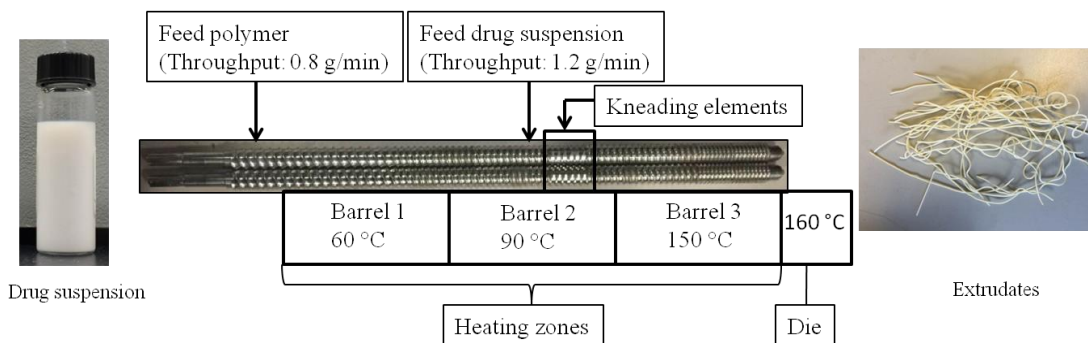 Feed polymer
(Throughput: 0.8 g/min)
Feed drug suspension
(Throughput: 1.2 g/min)
Kneading elements
Barrel 1
60 °C
Barrel 2
90 °C
Barrel 3
150 °C
160 °C
Drug suspension
Heating zones
Die
Extrudates